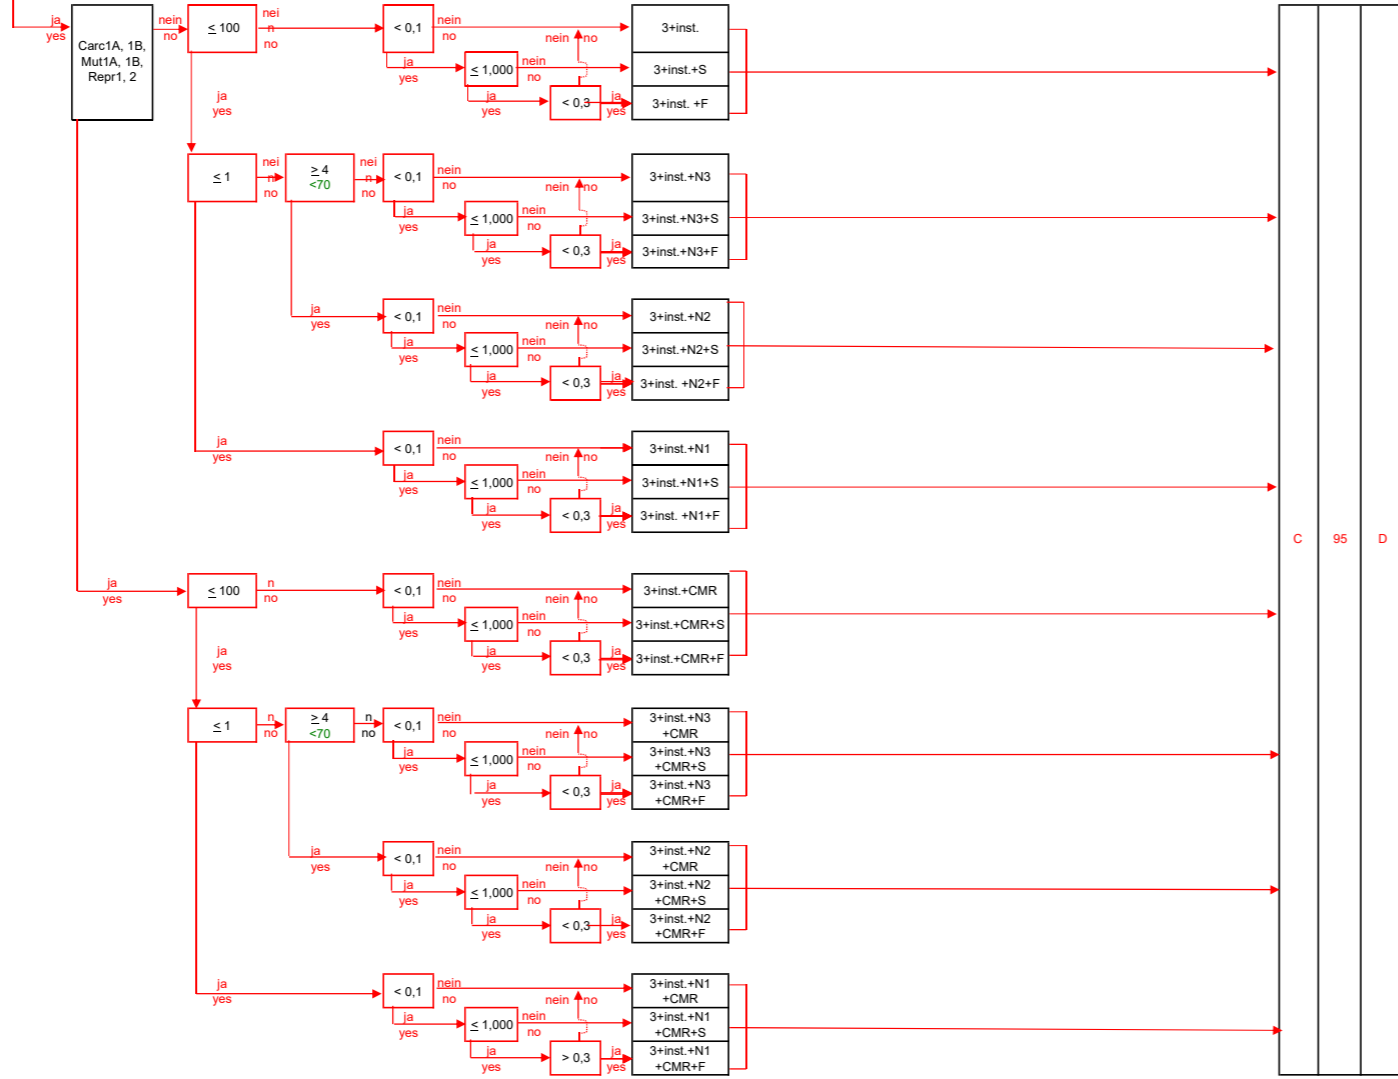 ja
yes
Carc1A, 1B,
Mut1A, 1B,
Repr1, 2
nein
no
≤ 100
nei
n
no
< 0,1
nein
no
ja
yes
≤ 1,000
nein
no
ja
yes
< 0,3
nein
no
ja
yes
3+inst.
3+inst.+S
3+inst. +F
ja
yes
≤ 1
nei
n
no
≥ 4
<70
nei
n
no
< 0,1
nein
no
ja
yes
≤ 1,000
nein
no
ja
yes
< 0,3
nein
no
ja
yes
3+inst.+N3
3+inst.+N3+S
3+inst.+N3+F
ja
yes
< 0,1
nein
no
ja
yes
≤ 1,000
nein
no
ja
yes
< 0,3
nein
no
ja
yes
3+inst.+N2
3+inst.+N2+S
3+inst. +N2+F
ja
yes
< 0,1
nein
no
ja
yes
≤ 1,000
nein
no
ja
yes
< 0,3
nein
no
ja
yes
3+inst.+N1
3+inst.+N1+S
3+inst. +N1+F
C
95
D
ja
yes
≤ 100
n
no
< 0,1
nein
no
ja
yes
≤ 1,000
nein
no
ja
yes
< 0,3
nein
no
ja
yes
3+inst.+CMR
3+inst.+CMR+S
3+inst.+CMR+F
ja
yes
≤ 1
n
no
≥ 4
<70
n
no
< 0,1
nein
no
ja
yes
≤ 1,000
nein
no
ja
yes
< 0,3
nein
no
ja
yes
3+inst.+N3
+CMR
3+inst.+N3
+CMR+S
3+inst.+N3
+CMR+F
ja
yes
< 0,1
nein
no
ja
yes
≤ 1,000
nein
no
ja
yes
< 0,3
nein
no
ja
yes
3+inst.+N2
+CMR
3+inst.+N2
+CMR+S
3+inst.+N2
+CMR+F
ja
yes
< 0,1
nein
no
ja
yes
≤ 1,000
nein
no
ja
yes
> 0,3
nein
no
ja
yes
3+inst.+N1
+CMR
3+inst.+N1
+CMR+S
3+inst.+N1
+CMR+F